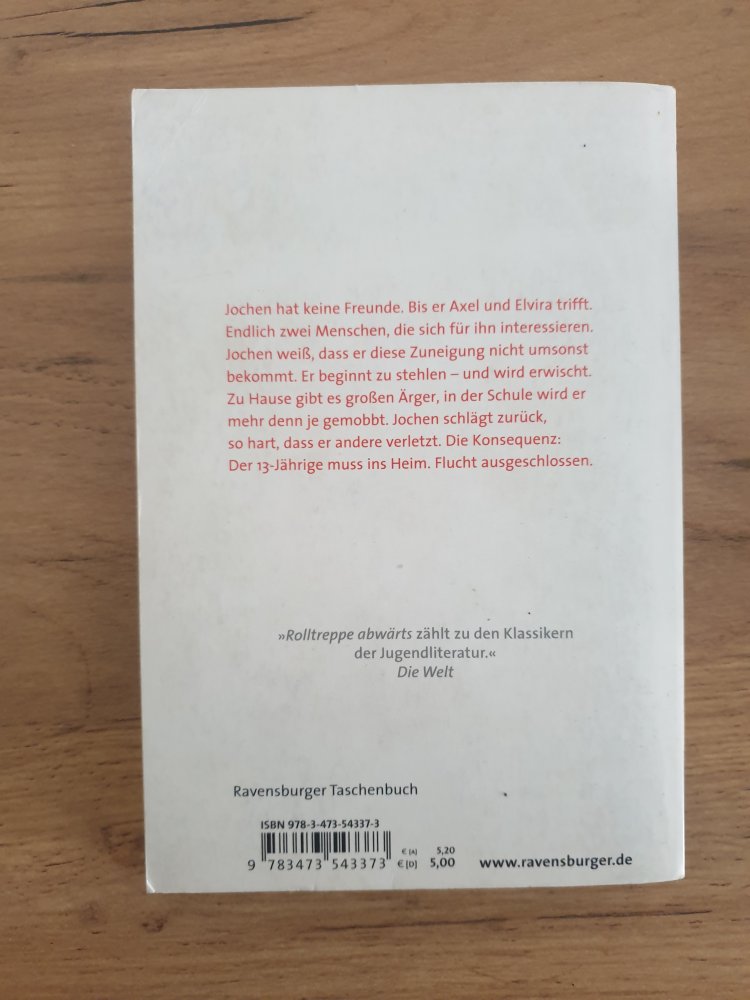 Jochen hat keine Freunde. Bis er Axel und Elvira trifft.
Endlich zwei Menschen, die sich für ihn interessieren.
Jochen weiß, dass er diese Zuneigung nicht umsonst
bekommt. Er beginnt zu stehlen – und wird erwischt.
Zu Hause gibt es großen Ärger, in der Schule wird er
mehr denn je gemobbt. Jochen schlägt zurück,
so hart, dass er andere verletzt. Die Konsequenz:
Der 13-Jährige muss ins Heim. Flucht ausgeschlossen.
»Rolltreppe abwärts zählt zu den Klassikern
der Jugendliteratur.«
Die Welt
Ravensburger Taschenbuch
ISBN 978-3-473-54337-3
€ [A] 5,20
9 783473 543373 € [D] 5,00
www.ravensburger.de